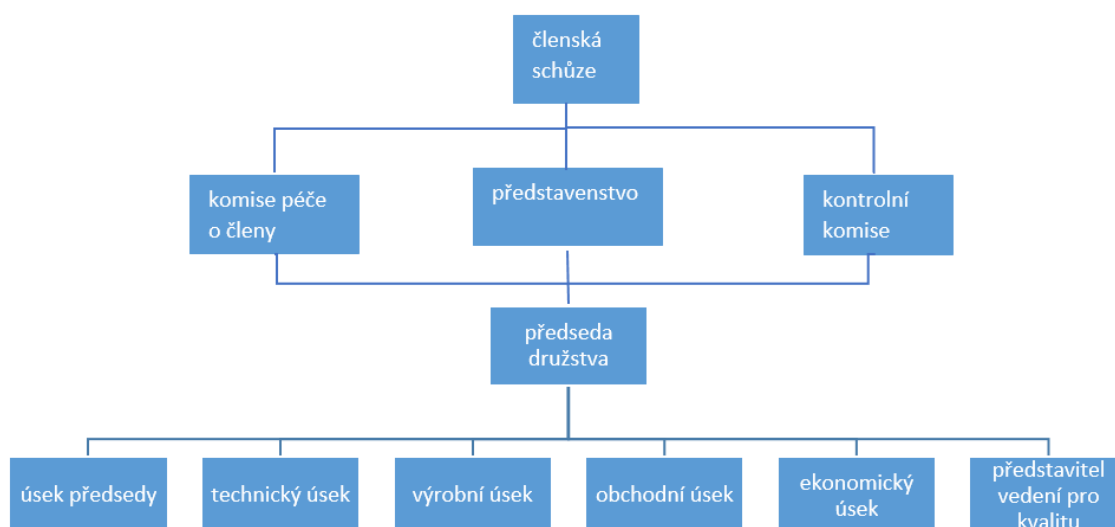 členská
schůze
komise péče
o členy
představenstvo
kontrolní
komise
předseda
družstva
úsek předsedy
technický úsek
výrobní úsek
obchodní úsek
ekonomický
úsek
představitel
vedení pro
kvalitu